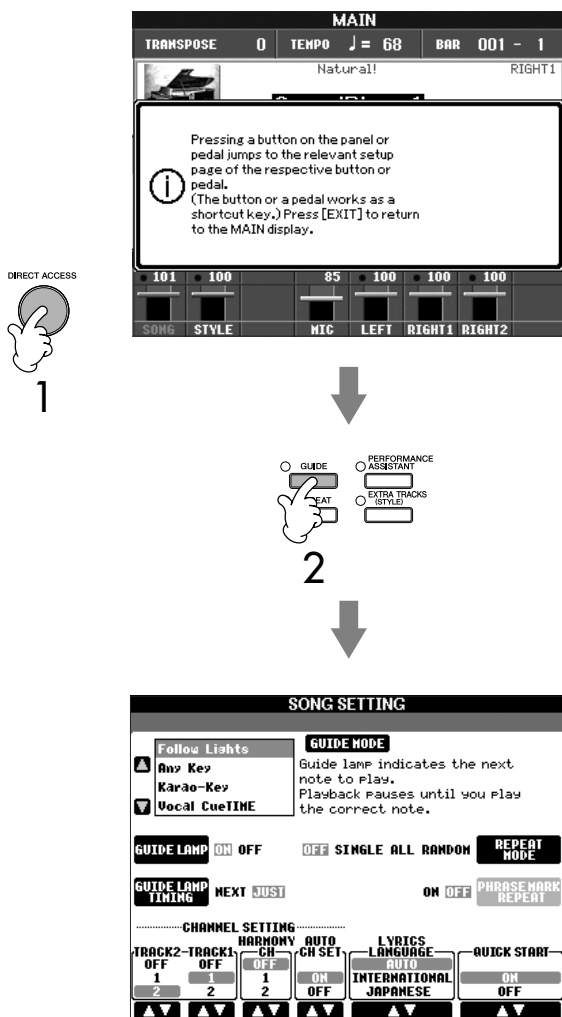 MAIN
TRANSPOSE 0 TEMPO ♩= 68 BAR 001 - 1
Natural! RIGHT1
Pressing a button on the panel or
pedal jumps to the relevant setup
page of the respective button or
pedal.
(The button or a pedal works as a
shortcut key.) Press [EXIT] to return
to the MAIN display.
101 100 85 100 100 100
SONG STYLE MIC LEFT RIGHT1 RIGHT2
DIRECT ACCESS
1
GUIDE
PERFORMANCE
ASSISTANT
EXTRA TRACKS
(STYLE)
2
SONG SETTING
Follow Lights
Any Key
Karao-Key
Vocal CueTIME
GUIDE MODE
Guide lamp indicates the next
note to play.
Playback pauses until you play
the correct note.
GUIDE LAMP ON OFF
OFF SINGLE ALL RANDOM REPEAT
MODE
GUIDE LAMP
TIMING NEXT JUST
ON OFF PHRASE MARK
REPEAT
CHANNEL SETTING
TRACK2 TRACK1 HARMONY
CH AUTO
CH SET LYRICS
LANGUAGE QUICK START
OFF OFF OFF AUTO
1 1 1 ON INTERNATIONAL ON
2 2 2 OFF JAPANESE OFF